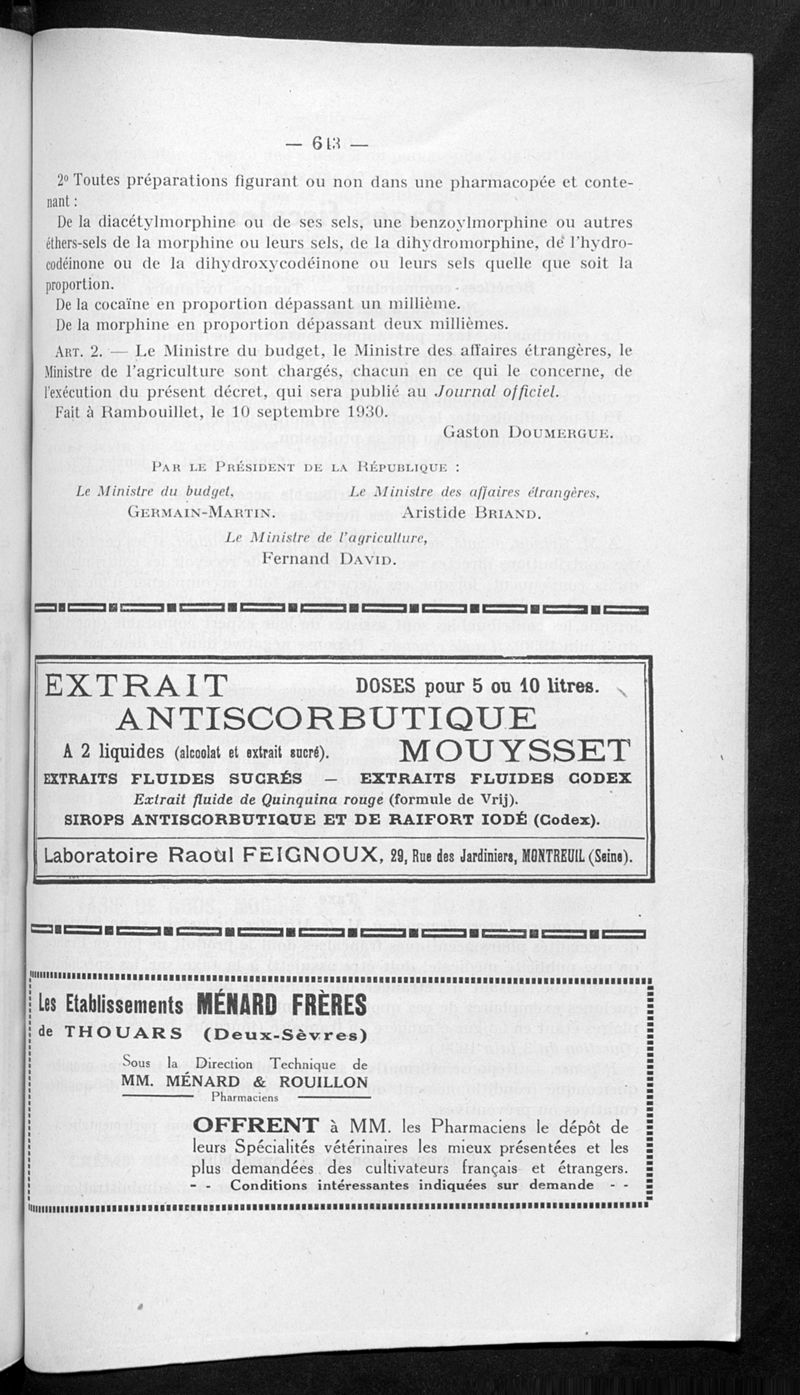 — 613 —
2º Toutes préparations figurant ou non dans une pharmacopée et conte-
nant :
De la diacétylmorphine ou de ses sels, une benzoylmorphine ou autres
éthers-sels de la morphine ou leurs sels, de la dihydromorphine, de l'hydro-
codéinone ou de la dihydroxycodéinone ou leurs sels quelle que soit la
proportion.
De la cocaïne en proportion dépassant un millième.
De la morphine en proportion dépassant deux millièmes.
ART. 2. — Le Ministre du budget, le Ministre des affaires étrangères, le
Ministre de l'agriculture sont chargés, chacun en ce qui le concerne, de
l'exécution du présent décret, qui sera publié au Journal officiel.
Fait à Rambouillet, le 10 septembre 1930.
Gaston DOUMERGUE.
PAR LE PRÉSIDENT DE LA RÉPUBLIQUE :
Le Ministre du budget, Le Ministre des affaires étrangères,
GERMAIN-MARTIN. Aristide BRIAND.
Le Ministre de l'agriculture,
Fernand DAVID.
EXTRAIT DOSES pour 5 ou 10 litres.
ANTISCORBUTIQUE
A 2 liquides (alcoolat et extrait sucré). MOUYSSET
EXTRAITS FLUIDES SUCRÉS — EXTRAITS FLUIDES CODEX
Extrait fluide de Quinquina rouge (formule de Vrij).
SIROPS ANTISCORBUTIQUE ET DE RAIFORT IODÉ (Codex).
Laboratoire Raoul FEIGNOUX, 29, Rue des Jardiniers, MONTREUIL (Seine).
Les Etablissements MÉNARD FRÈRES
de THOUARS (Deux-Sèvres)
Sous la Direction Technique de
MM. MÉNARD & ROUILLON
Pharmaciens
OFFRENT à MM. les Pharmaciens le dépôt de
leurs Spécialités vétérinaires les mieux présentées et les
plus demandées des cultivateurs français et étrangers.
- - Conditions intéressantes indiquées sur demande - -